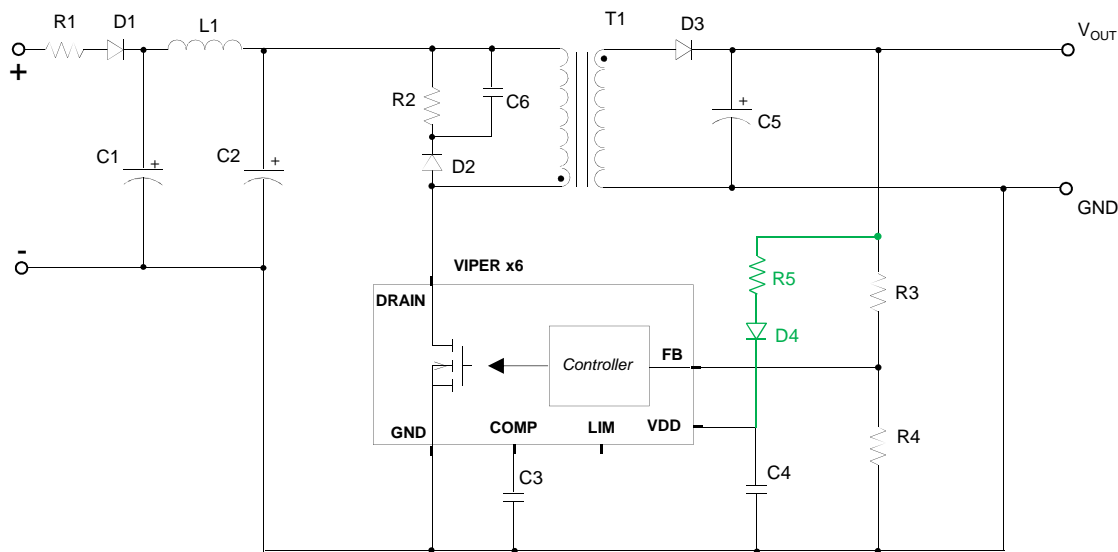 R1
D1
L1
T1
D3
V_OUT
+
R2
C6
+
C5
C1
+
C2
+
D2
GND
-
VIPER x6
R5
R3
DRAIN
D4
Controller
FB
GND
COMP
LIM
VDD
R4
C3
C4